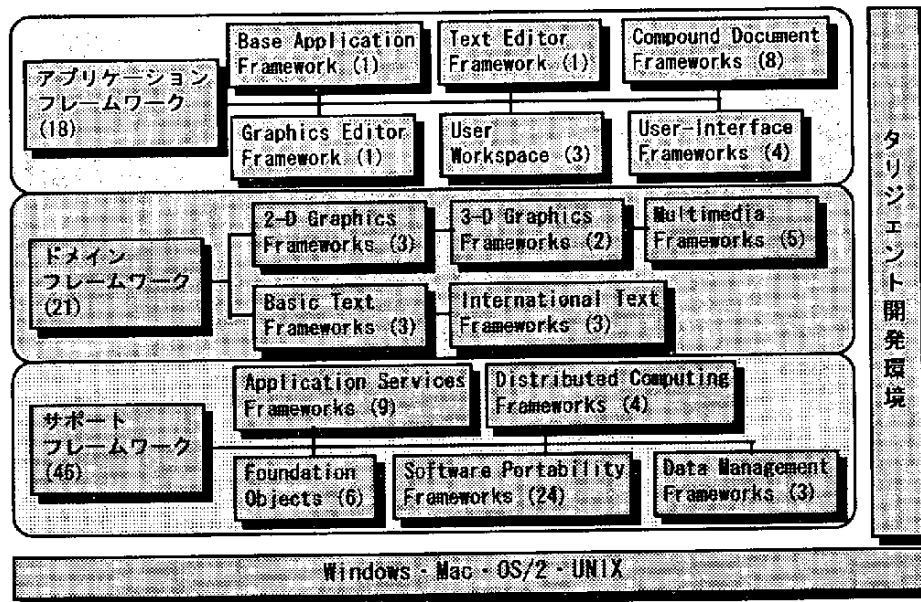 アプリケーション
フレームワーク
(18)
Base Application
Framework (1)
Text Editor
Framework (1)
Compound Document
Frameworks (8)
Graphics Editor
Framework (1)
User
Workspace (3)
User-interface
Frameworks (4)
ドメイン
フレームワーク
(21)
2-D Graphics
Frameworks (3)
3-D Graphics
Frameworks (2)
Multimedia
Frameworks (5)
Basic Text
Frameworks (3)
International Text
Frameworks (3)
サポート
フレームワーク
(46)
Application Services
Frameworks (9)
Distributed Computing
Frameworks (4)
Foundation
Objects (6)
Software Portability
Frameworks (24)
Data Management
Frameworks (3)
タリジェント開発環境
Windows・Mac・OS/2・UNIX